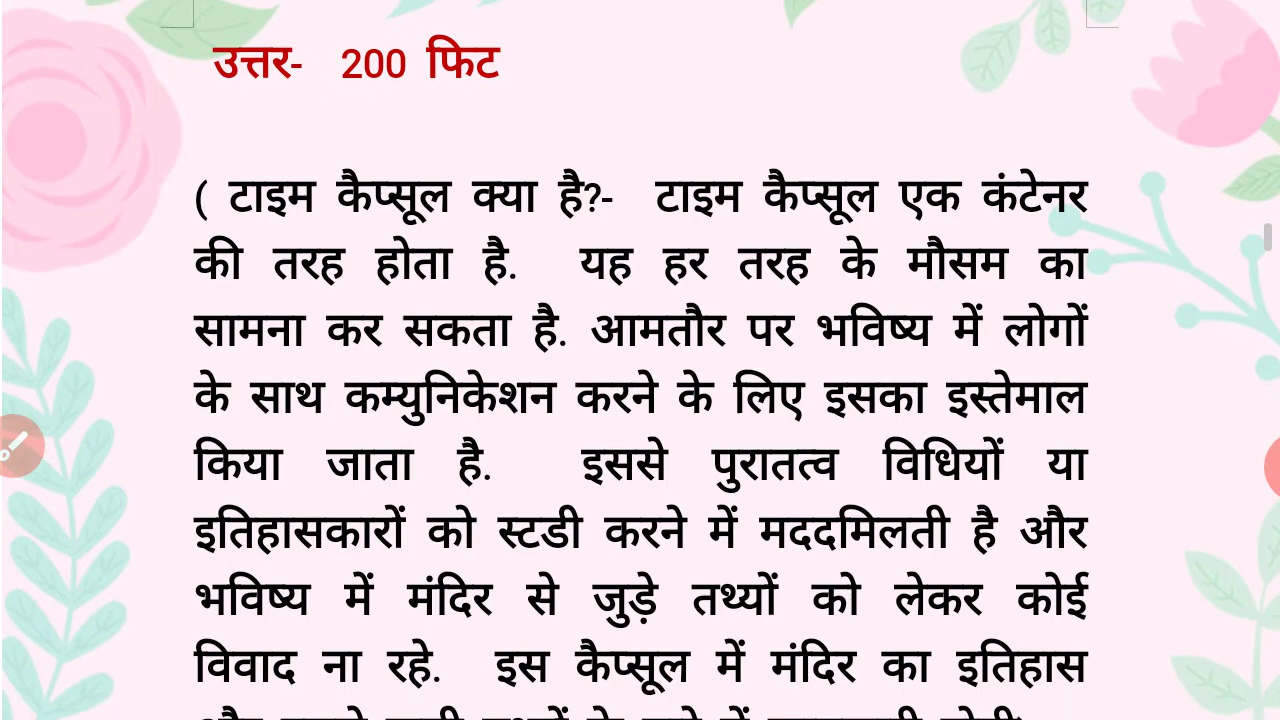 उत्तर- 200 फिट
( टाइम कैप्सूल क्या है?- टाइम कैप्सूल एक कंटेनर
की तरह होता है. यह हर तरह के मौसम का
सामना कर सकता है. आमतौर पर भविष्य में लोगों
के साथ कम्युनिकेशन करने के लिए इसका इस्तेमाल
किया जाता है. इससे पुरातत्व विधियों या
इतिहासकारों को स्टडी करने में मददमिलती है और
भविष्य में मंदिर से जुड़े तथ्यों को लेकर कोई
विवाद ना रहे. इस कैप्सूल में मंदिर का इतिहास